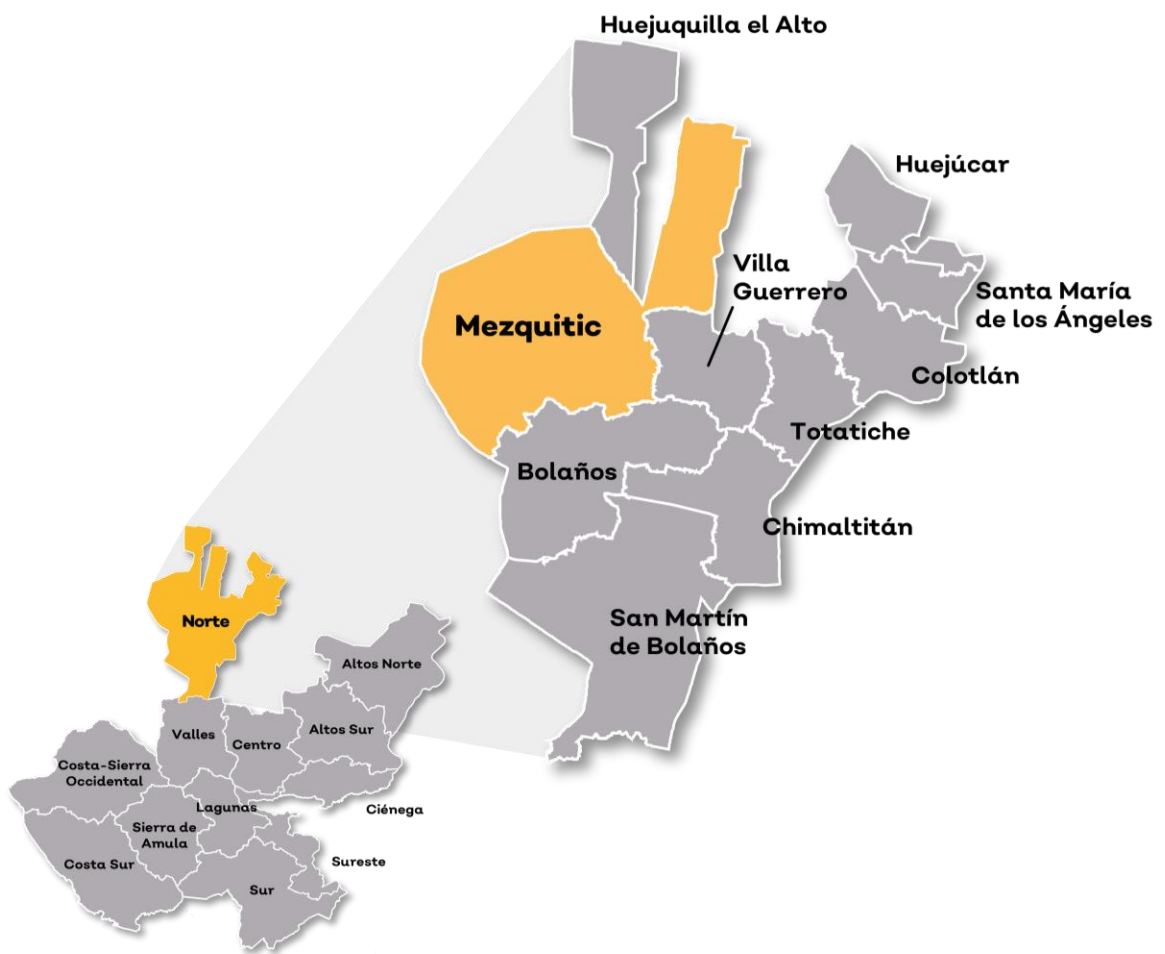 Huejuquilla el Alto
Huejúcar
Villa
Guerrero
Santa María
de los Ángeles
Mezquitic
Colotlán
Totatiche
Bolaños
Chimaltitán
San Martín
de Bolaños
Norte
Altos Norte
Valles
Centro
Altos Sur
Costa-Sierra
Occidental
Lagunas
Ciénega
Sierra de
Amula
Costa Sur
Sureste
Sur